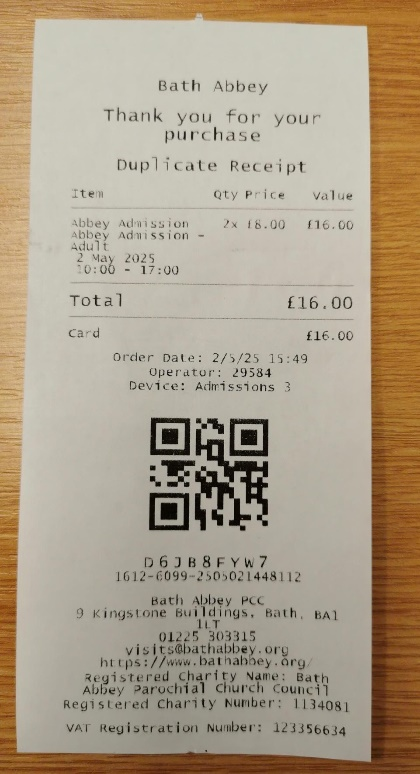 Bath Abbey
Thank you for your
purchase
Duplicate Receipt
Item Qty Price Value
Abbey Admission 2x £8.00 £16.00
Abbey Admission -
Adult
2 May 2025
10:00 - 17:00
Total £16.00
Card £16.00
Order Date: 2/5/25 15:49
Operator: 29584
Device: Admissions 3
D6JB8FYW7
1612-6099-2505021448112
Bath Abbey PCC
9 Kingstone Buildings, Bath, BA1
1LT
01225 303315
visits@bathabbey.org
https://www.bathabbey.org/
Registered Charity Name: Bath
Abbey Parochial Church Council
Registered Charity Number: 1134081
VAT Registration Number: 123356634